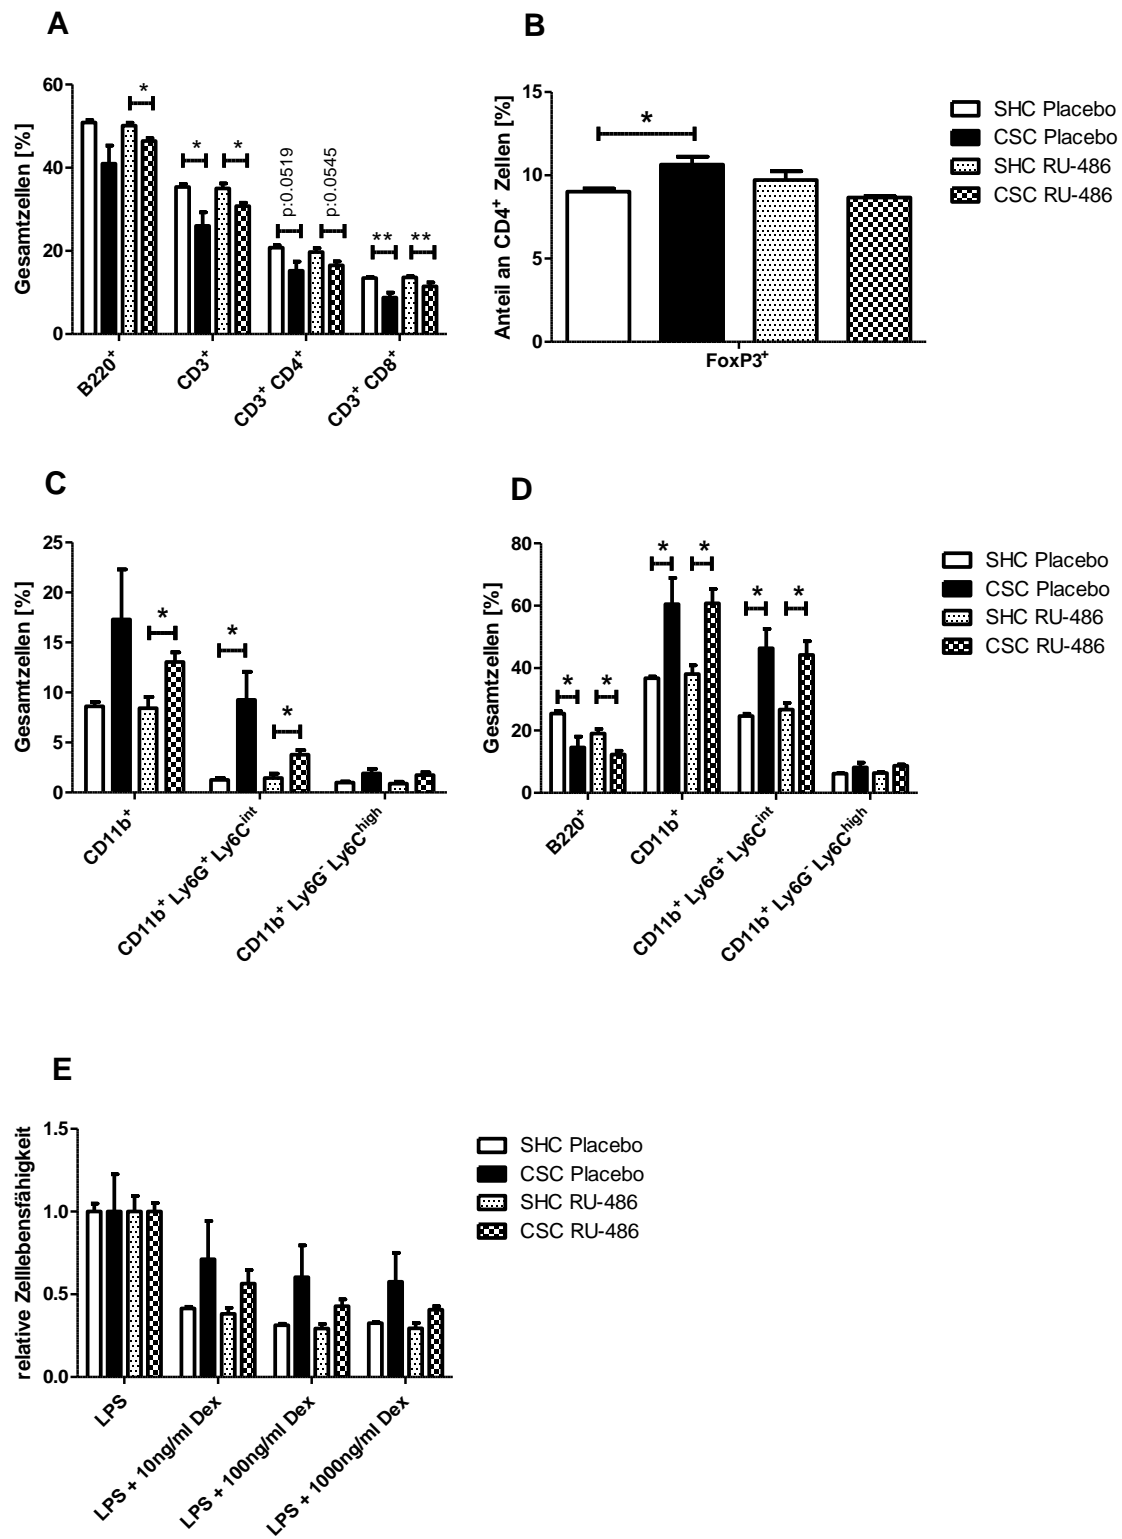 A
Gesamtzellen [%]
60
40
20
0
*
*
*
p:0.0519
p:0.0545
**
**
B220⁺
CD3⁺
CD3⁺ CD4⁺
CD3⁺ CD8⁺
B
Anteil an CD4⁺ Zellen [%]
15
10
5
0
*
FoxP3⁺
SHC Placebo
CSC Placebo
SHC RU-486
CSC RU-486
C
Gesamtzellen [%]
25
20
15
10
5
0
*
*
*
CD11b⁺
CD11b⁺ Ly6G⁺ Ly6Cⁱⁿᵗ
CD11b⁺ Ly6G⁻ Ly6Cʰⁱᵍʰ
D
Gesamtzellen [%]
80
60
40
20
0
*
*
*
*
*
*
B220⁺
CD11b⁺
CD11b⁺ Ly6G⁺ Ly6Cⁱⁿᵗ
CD11b⁺ Ly6G⁻ Ly6Cʰⁱᵍʰ
SHC Placebo
CSC Placebo
SHC RU-486
CSC RU-486
E
relative Zelllebensfähigkeit
1.5
1.0
0.5
0.0
LPS
LPS + 10ng/ml Dex
LPS + 100ng/ml Dex
LPS + 1000ng/ml Dex
SHC Placebo
CSC Placebo
SHC RU-486
CSC RU-486